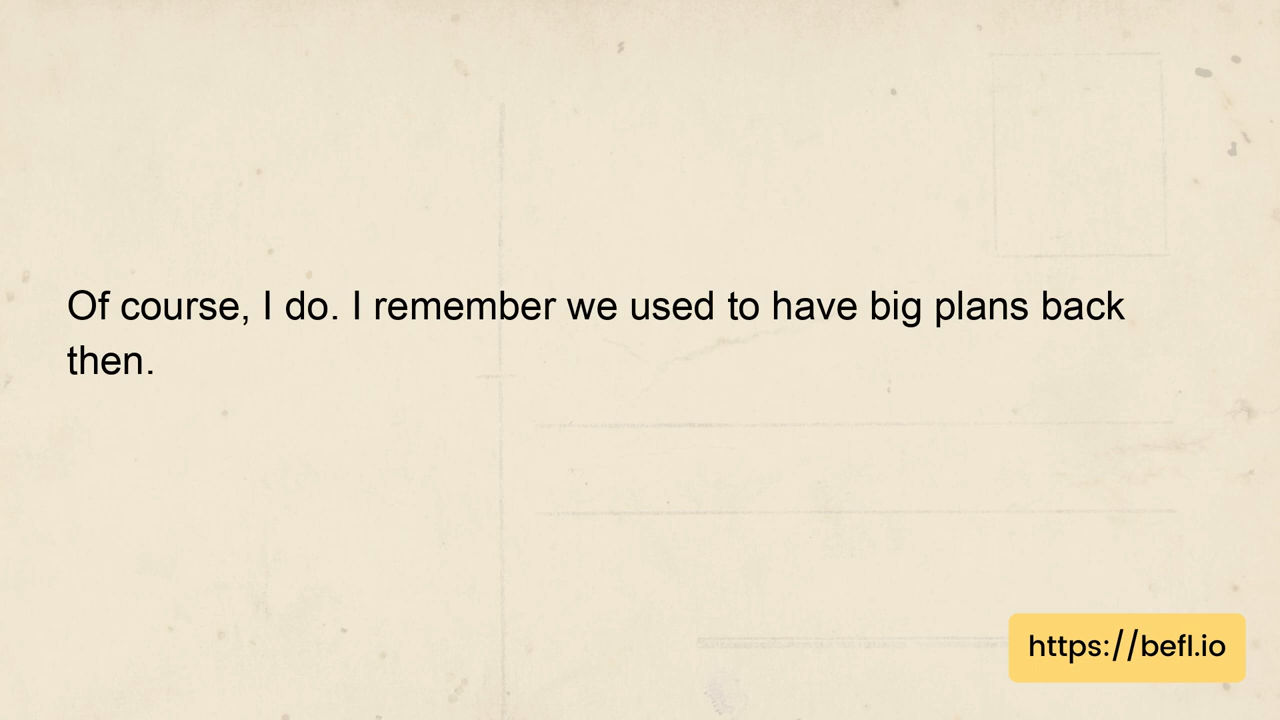 Of course, I do. I remember we used to have big plans back
then.
https://befl.io